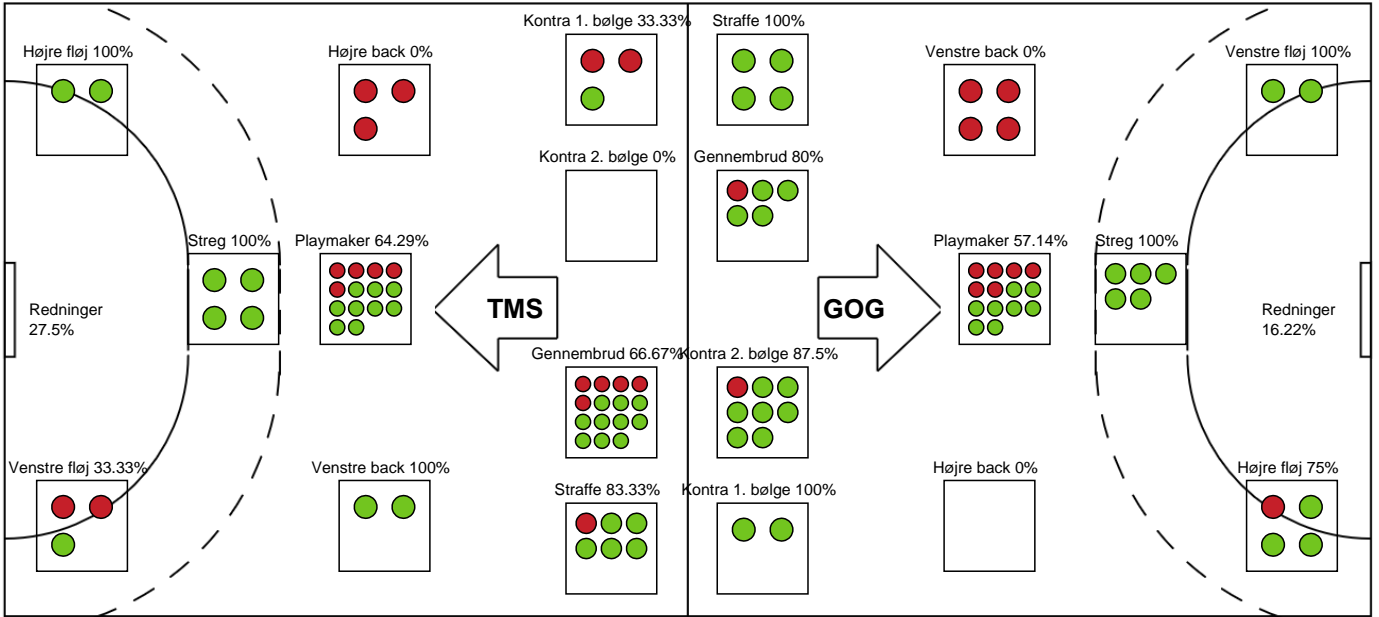 Kontra 1. bølge 33.33%
Straffe 100%
Højre fløj 100%
Højre back 0%
Venstre back 0%
Venstre fløj 100%
Kontra 2. bølge 0%
Gennembrud 80%
Streg 100%
Playmaker 64.29%
Playmaker 57.14%
Streg 100%
Redninger
27.5%
TMS
GOG
Redninger
16.22%
Gennembrud 66.67%
Kontra 2. bølge 87.5%
Venstre fløj 33.33%
Venstre back 100%
Højre back 0%
Højre fløj 75%
Straffe 83.33%
Kontra 1. bølge 100%